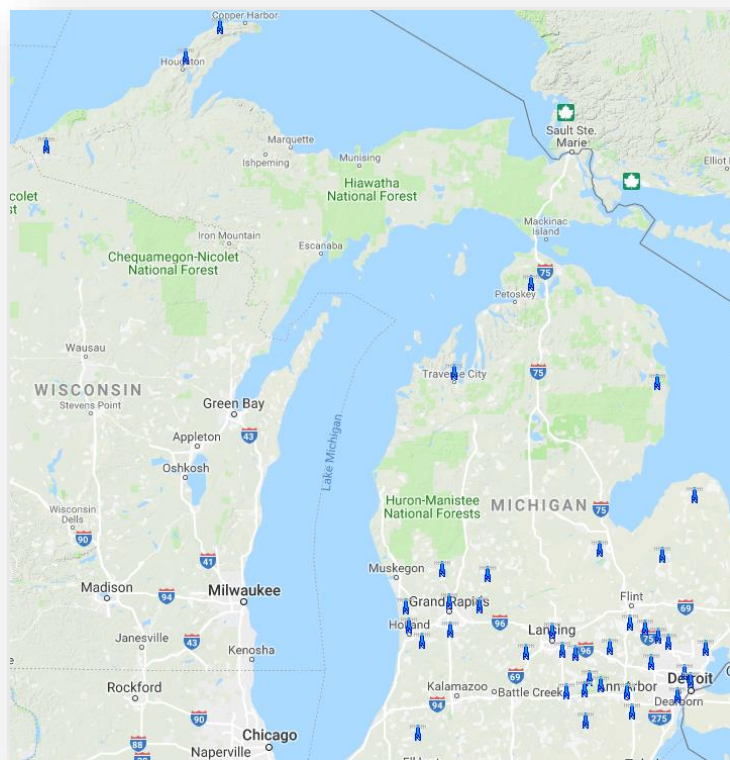 Copper Harbor
Houghton
Sault Ste.
Marie
Elliot
Marquette
Ishpeming
Munising
Hiawatha
National Forest
Mackinac
Island
Iron Mountain
Escanaba
Chequamegon-Nicolet
National Forest
75
Petoskey
Wausau
Traverse City
75
WISCONSIN
Stevens Point
Green Bay
43
Appleton
Oshkosh
Lake Michigan
Huron-Manistee
National Forests
MICHIGAN
75
Wisconsin
Dells
90
41
Muskegon
Madison
94
Milwaukee
Grand Rapids
Flint
69
96
Holland
Lansing
75
Janesville
43
Kenosha
96
69
Rockford
Kalamazoo
Battle Creek
Ann Arbor
Detroit
Dearborn
94
90
275
Chicago
88
Naperville